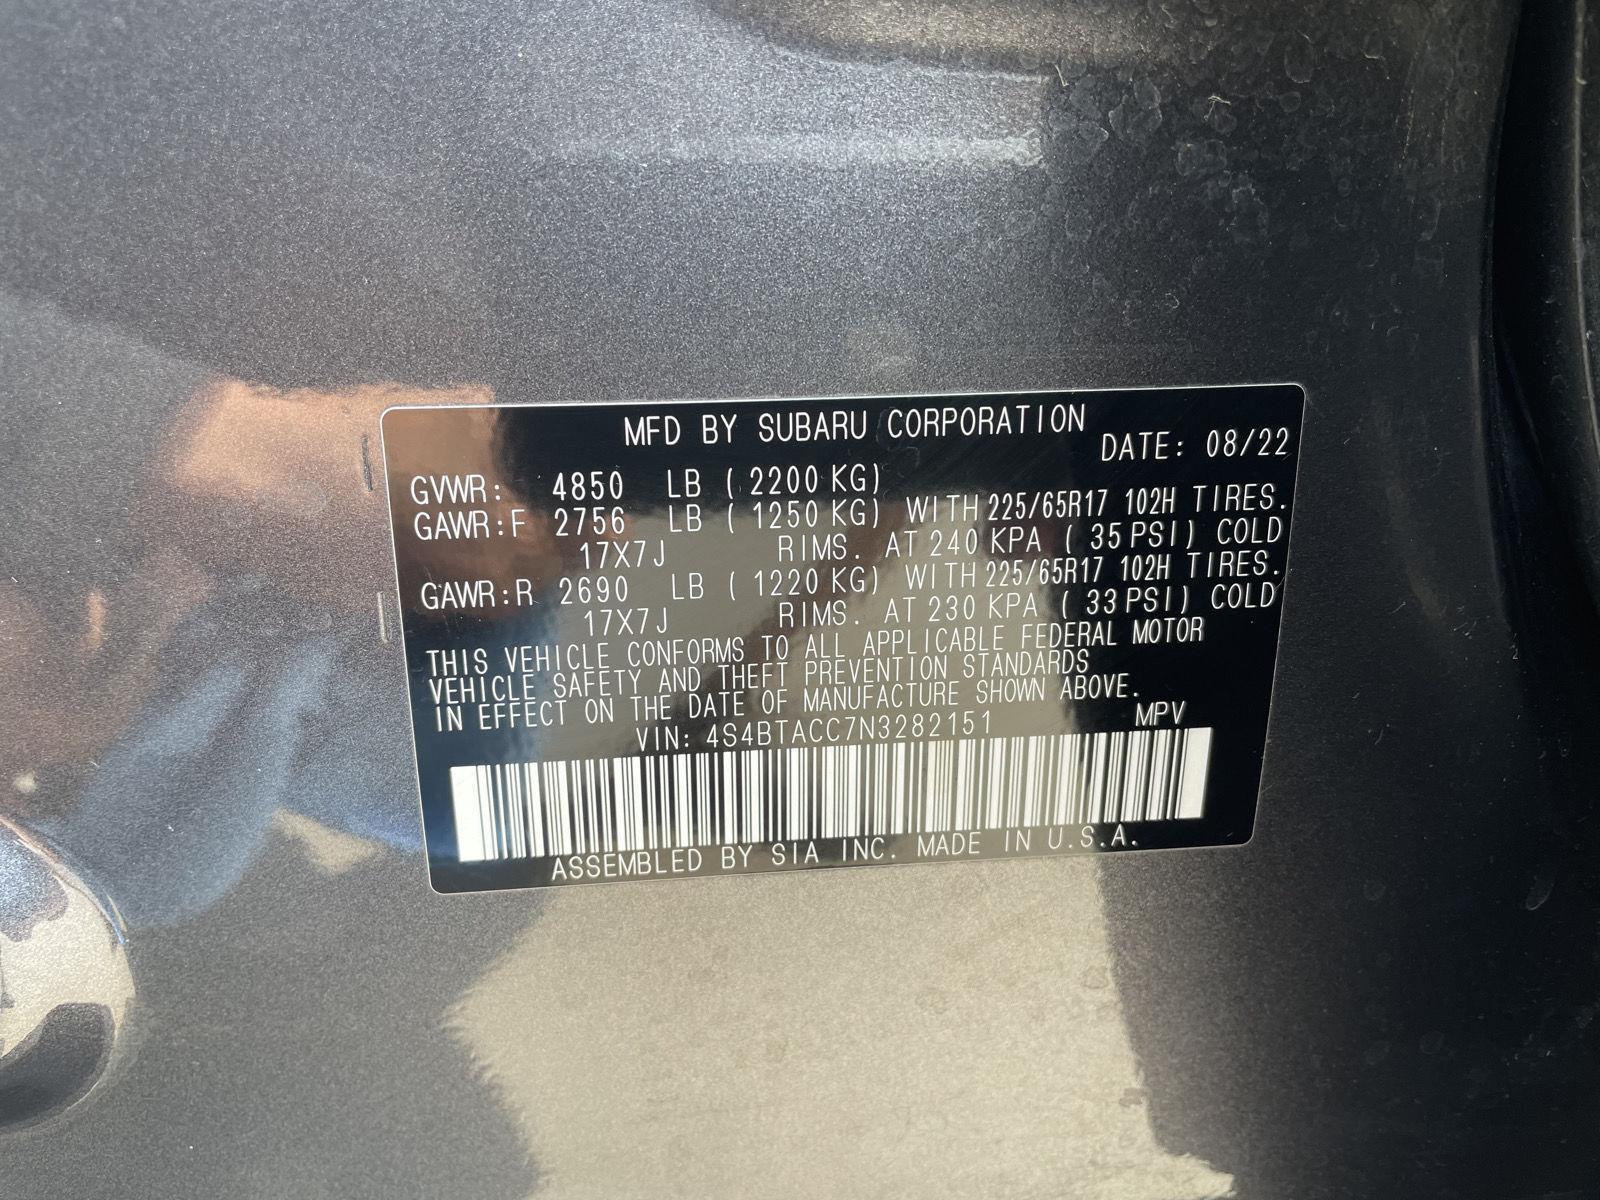 MFD BY SUBARU CORPORATION
DATE: 08/22
GVWR: 4850 LB ( 2200 KG)
GAWR:F 2756 LB ( 1250 KG) WITH 225/65R17 102H TIRES.
17X7J RIMS. AT 240 KPA ( 35 PSI) COLD
GAWR:R 2690 LB ( 1220 KG) WITH 225/65R17 102H TIRES.
17X7J RIMS. AT 230 KPA ( 33 PSI) COLD
THIS VEHICLE CONFORMS TO ALL APPLICABLE FEDERAL MOTOR
VEHICLE SAFETY AND THEFT PREVENTION STANDARDS
IN EFFECT ON THE DATE OF MANUFACTURE SHOWN ABOVE.
VIN: 4S4BTACC7N3282151 MPV
ASSEMBLED BY SIA INC. MADE IN U.S.A.